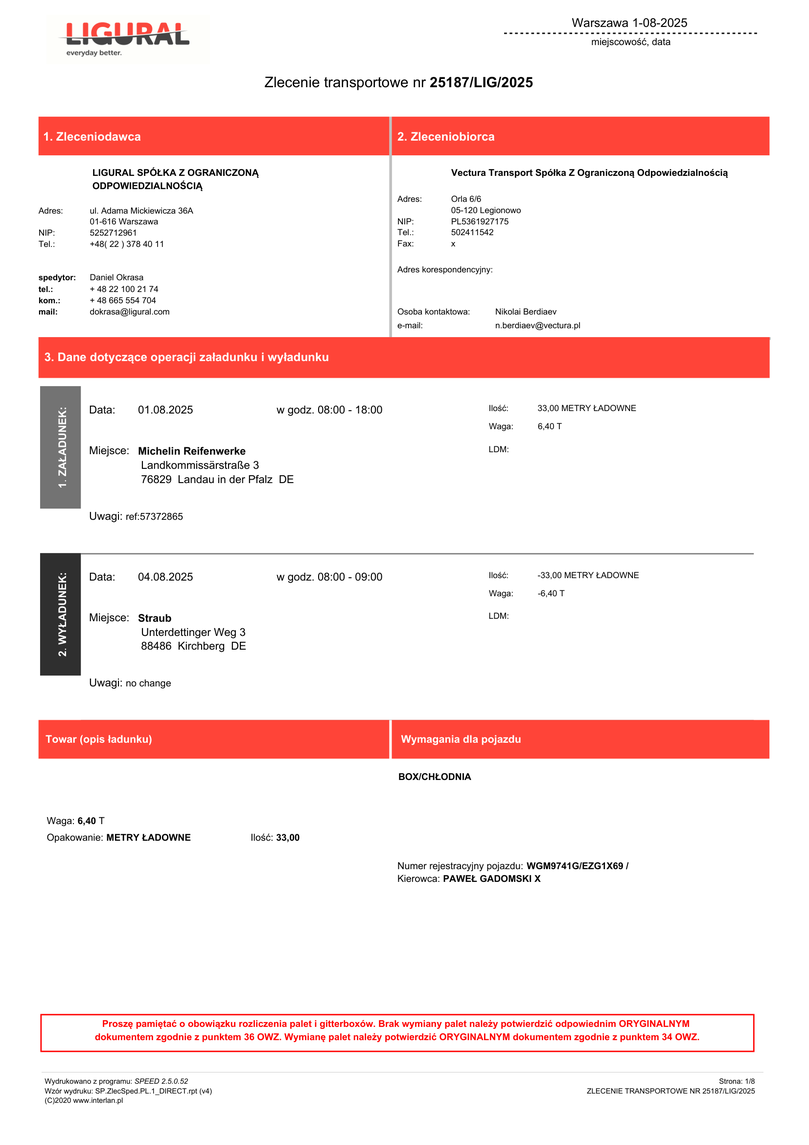 LIGURAL
everyday better.
Warszawa 1-08-2025
miejscowość, data
Zlecenie transportowe nr 25187/LIG/2025
1. Zleceniodawca
2. Zleceniobiorca
LIGURAL SPÓŁKA Z OGRANICZONĄ
ODPOWIEDZIALNOŚCIĄ
Adres: ul. Adama Mickiewicza 36A
01-616 Warszawa
NIP: 5252712961
Tel.: +48( 22 ) 378 40 11
spedytor: Daniel Okrasa
tel.: + 48 22 100 21 74
kom.: + 48 665 554 704
mail: dokrasa@ligural.com
Vectura Transport Spółka Z Ograniczoną Odpowiedzialnością
Adres: Orla 6/6
05-120 Legionowo
NIP: PL5361927175
Tel.: 502411542
Fax: x
Adres korespondencyjny:
Osoba kontaktowa: Nikolai Berdiaev
e-mail: n.berdiaev@vectura.pl
3. Dane dotyczące operacji załadunku i wyładunku
1. ZAŁADUNEK:
Data: 01.08.2025 w godz. 08:00 - 18:00
Miejsce: Michelin Reifenwerke
Landkommissärstraße 3
76829 Landau in der Pfalz DE
Uwagi: ref:57372865
Ilość: 33,00 METRY ŁADOWNE
Waga: 6,40 T
LDM:
2. WYŁADUNEK:
Data: 04.08.2025 w godz. 08:00 - 09:00
Miejsce: Straub
Unterdettinger Weg 3
88486 Kirchberg DE
Uwagi: no change
Ilość: -33,00 METRY ŁADOWNE
Waga: -6,40 T
LDM:
Towar (opis ładunku)
Wymagania dla pojazdu
Waga: 6,40 T
Opakowanie: METRY ŁADOWNE Ilość: 33,00
BOX/CHŁODNIA
Numer rejestracyjny pojazdu: WGM9741G/EZG1X69 /
Kierowca: PAWEŁ GADOMSKI X
Proszę pamiętać o obowiązku rozliczenia palet i gitterboxów. Brak wymiany palet należy potwierdzić odpowiednim ORYGINALNYM
dokumentem zgodnie z punktem 36 OWZ. Wymianę palet należy potwierdzić ORYGINALNYM dokumentem zgodnie z punktem 34 OWZ.
Wydrukowano z programu: SPEED 2.5.0.52
Wzór wydruku: SP.ZlecSped.PL.1_DIRECT.rpt (v4)
(C)2020 www.interlan.pl
Strona: 1/8
ZLECENIE TRANSPORTOWE NR 25187/LIG/2025